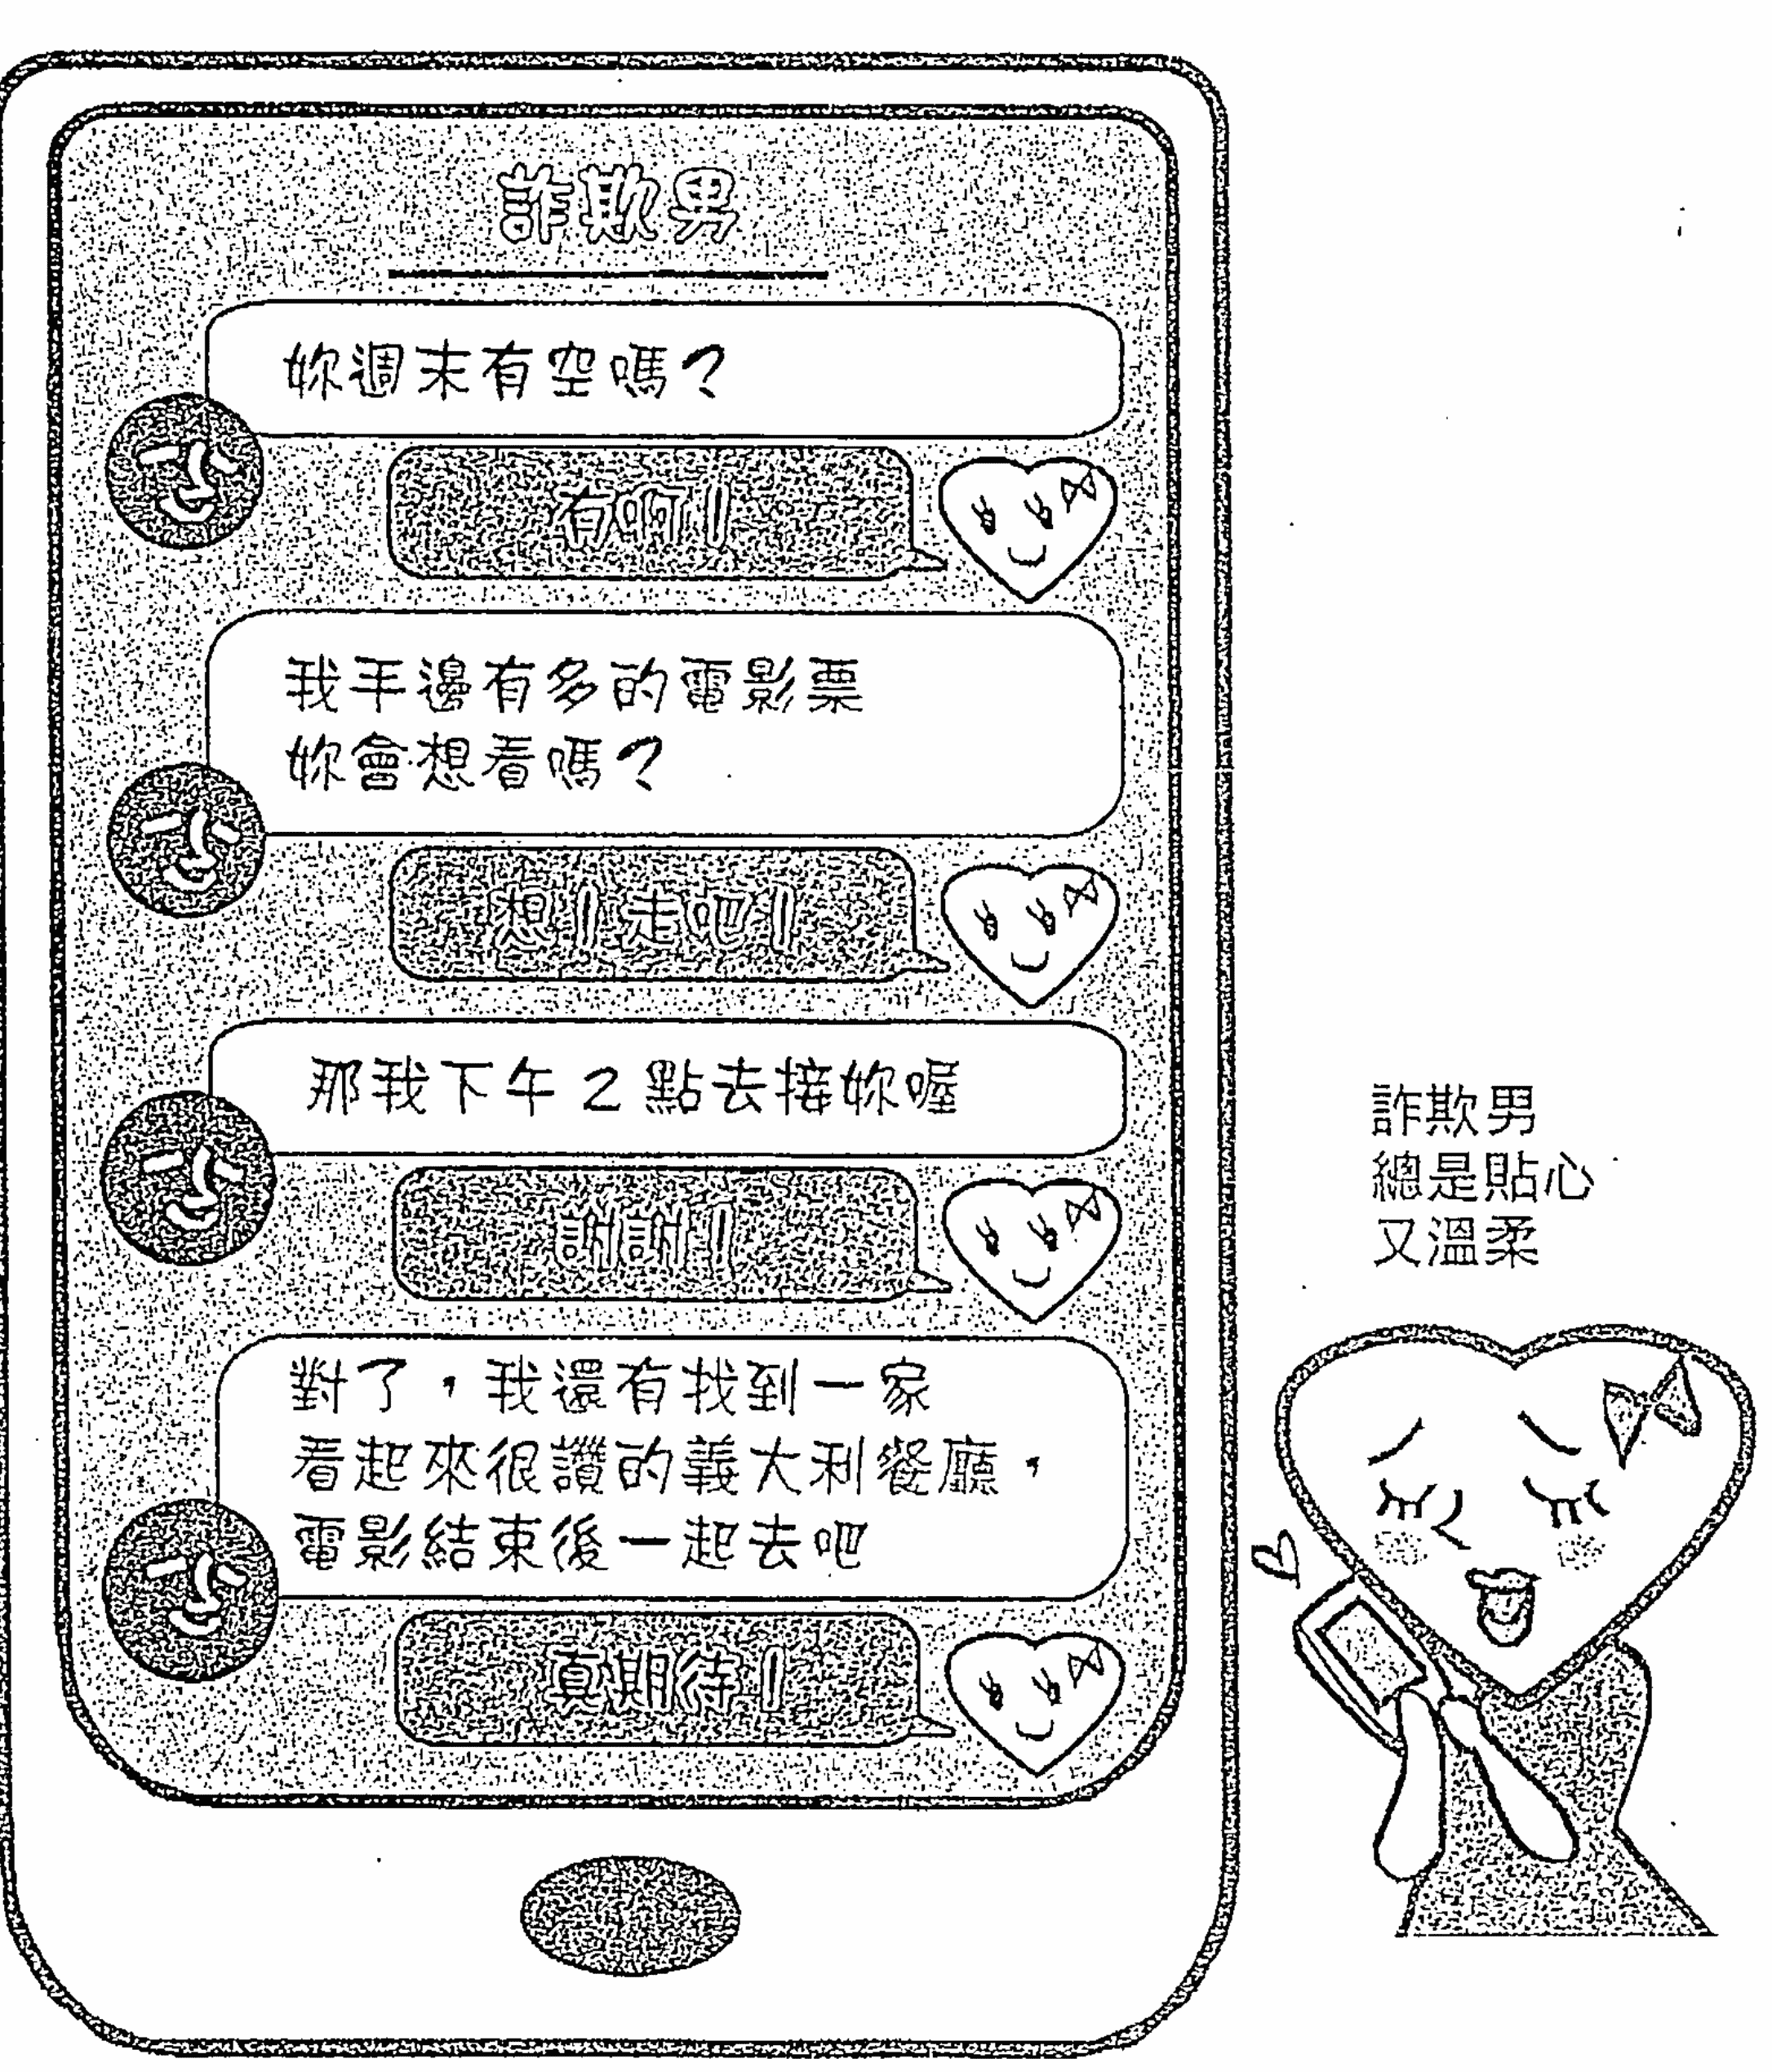 詐欺男
妳週末有空嗎？
有啊！
我手邊有多的電影票
妳會想看嗎？
想！走吧！
那我下午2點去接妳喔
謝謝！
對了，我還有找到一家
看起來很讚的義大利餐廳，
電影結束後一起去吧
真期待！
詐欺男
總是貼心
又溫柔